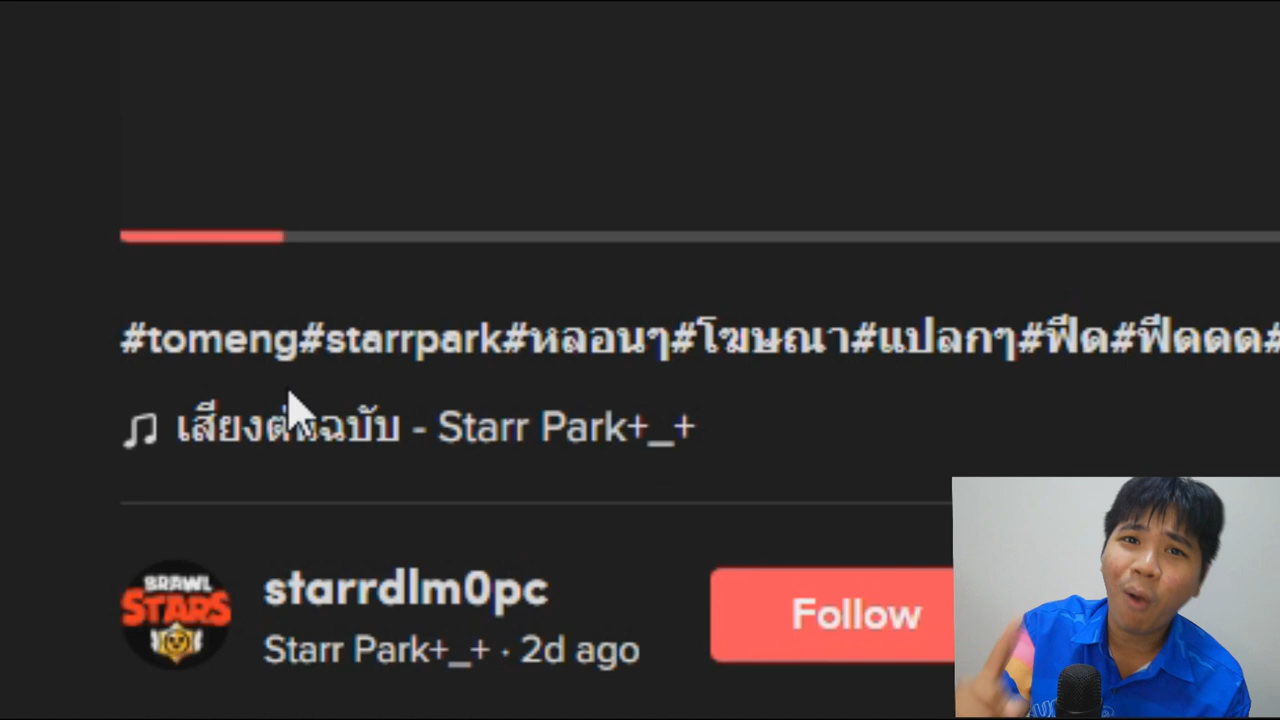 #tomeng#starrpark#หลอนๆ#โฆษณา#แปลกๆ#ฟีด#ฟีดดด#
♫ เสียงต้นฉบับ - Starr Park+_+
BRAWL
STARS
starrdlm0pc
Starr Park+_+ · 2d ago
Follow